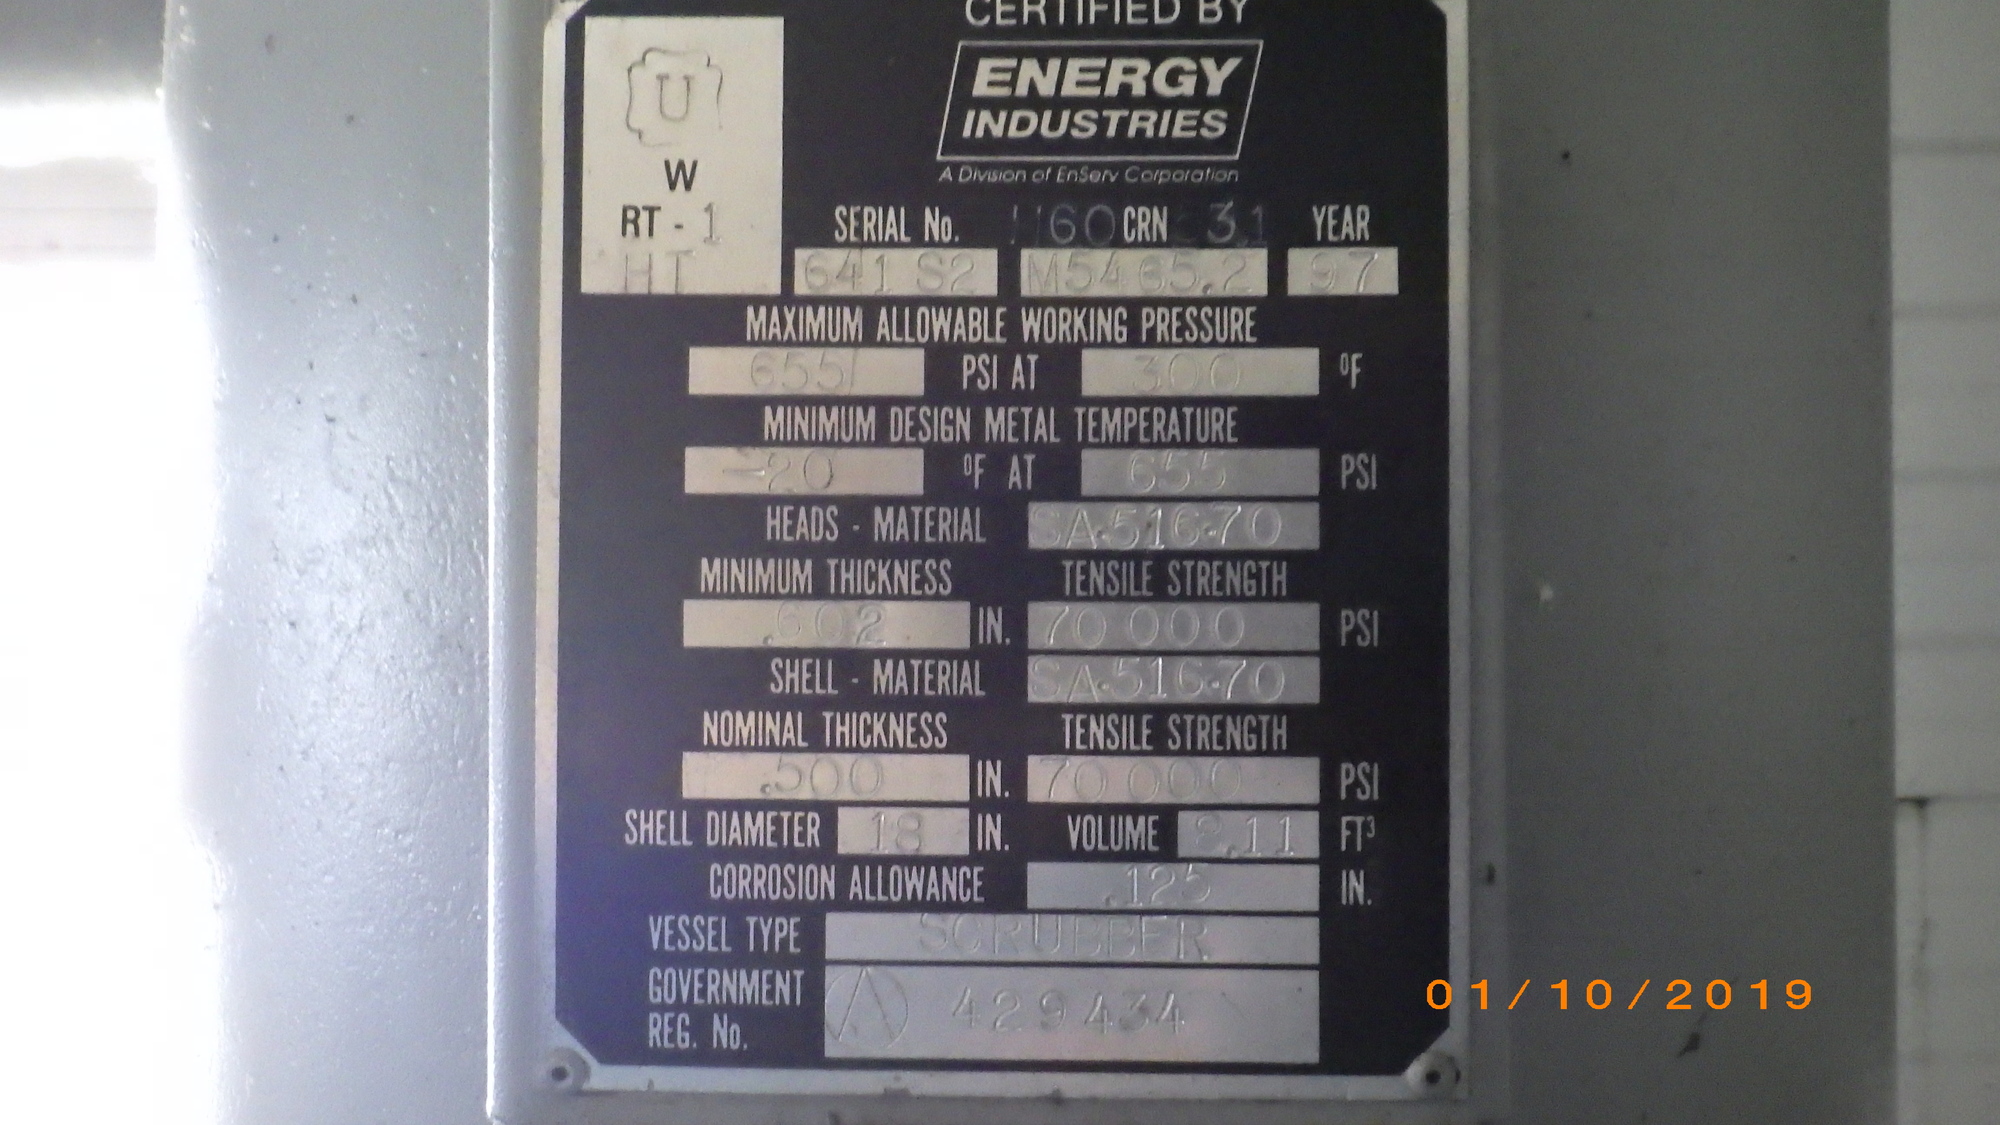 CERTIFIED BY
ENERGY
INDUSTRIES
A Division of EnServ Corporation
U
W
RT - 1
HT
SERIAL No. CRN YEAR
641 S2 M5465.2 97
MAXIMUM ALLOWABLE WORKING PRESSURE
655 PSI AT 300 °F
MINIMUM DESIGN METAL TEMPERATURE
-20 °F AT 655 PSI
HEADS - MATERIAL SA-516-70
MINIMUM THICKNESS TENSILE STRENGTH
.602 IN. 70 000 PSI
SHELL - MATERIAL SA-516-70
NOMINAL THICKNESS TENSILE STRENGTH
.500 IN. 70 000 PSI
SHELL DIAMETER 18 IN. VOLUME FT³
CORROSION ALLOWANCE .125 IN.
VESSEL TYPE SCRUBBER
GOVERNMENT
REG. No. A 429434
01/10/2019